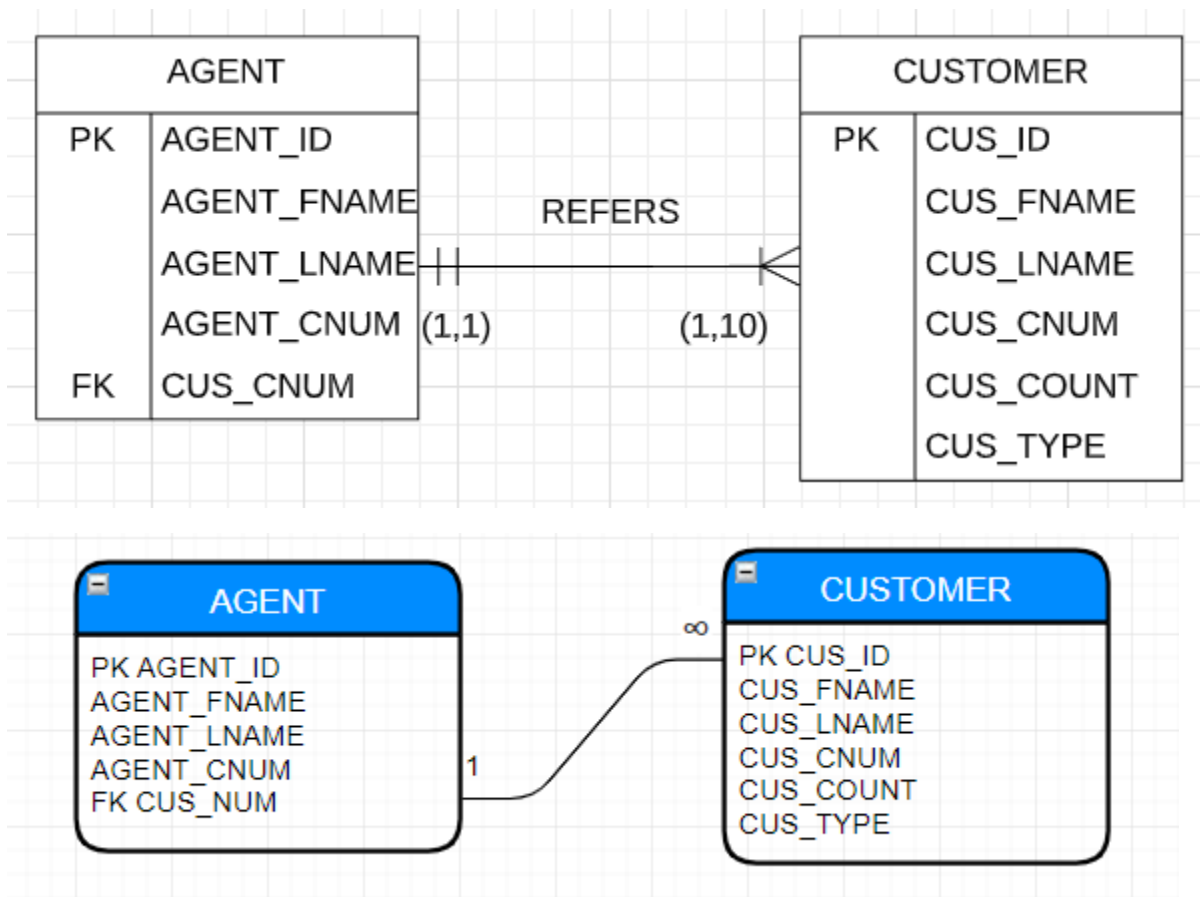 AGENT
PK AGENT_ID
AGENT_FNAME
AGENT_LNAME
AGENT_CNUM
FK CUS_CNUM
REFERS
(1,1)
(1,10)
CUSTOMER
PK CUS_ID
CUS_FNAME
CUS_LNAME
CUS_CNUM
CUS_COUNT
CUS_TYPE
AGENT
PK AGENT_ID
AGENT_FNAME
AGENT_LNAME
AGENT_CNUM
FK CUS_NUM
1
∞
CUSTOMER
PK CUS_ID
CUS_FNAME
CUS_LNAME
CUS_CNUM
CUS_COUNT
CUS_TYPE